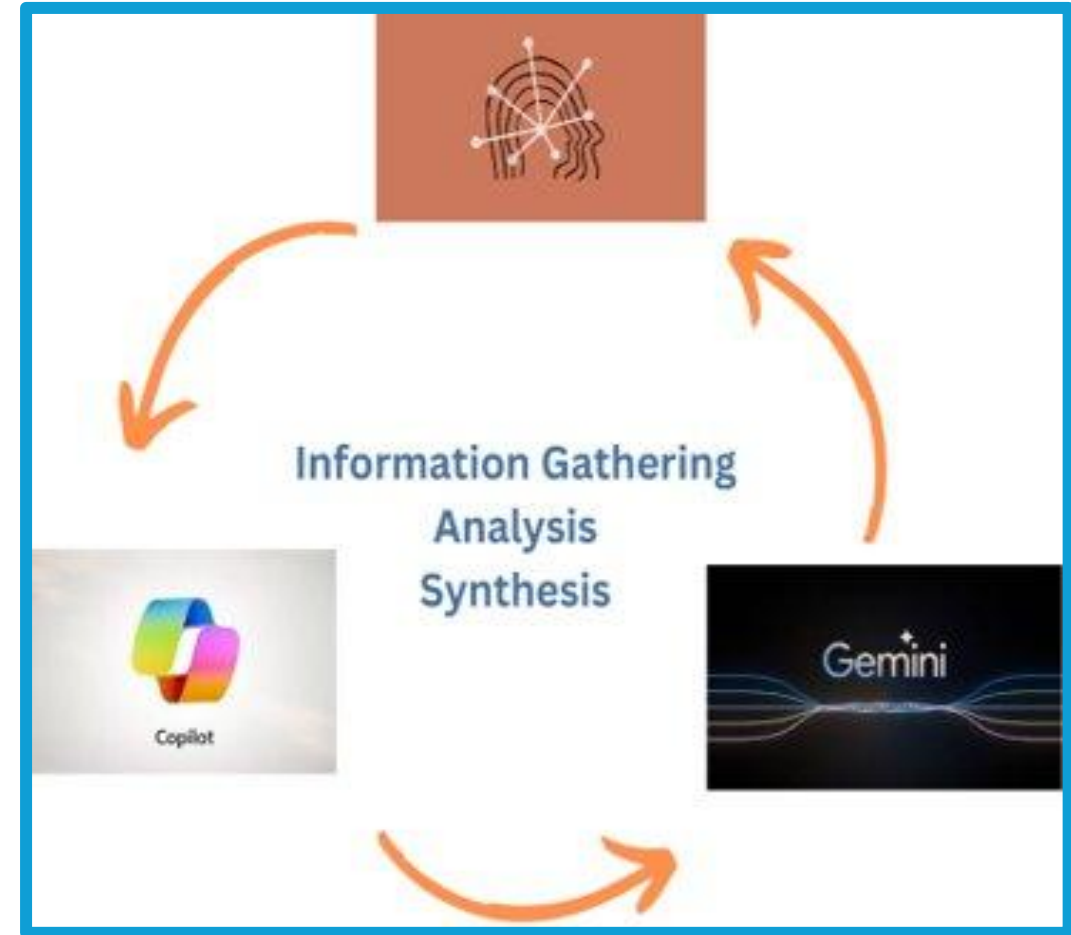 Information Gathering
Analysis
Synthesis
Copilot
Gemini